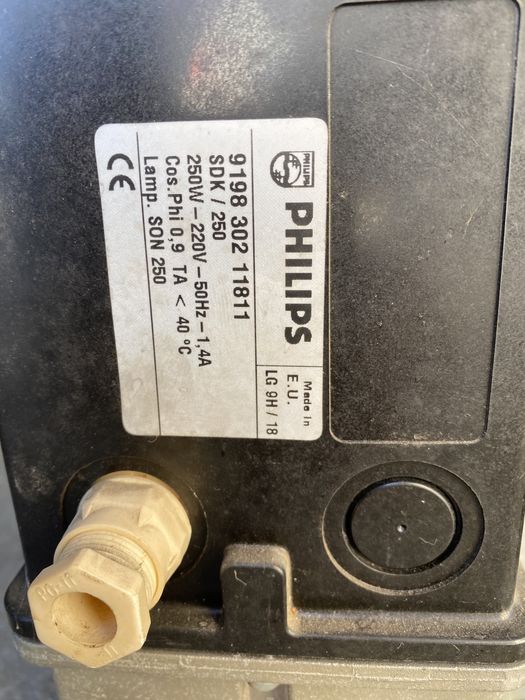 PHILIPS
PHILIPS
Made in
E.U.
LG 9H / 18
9198 302 11811
SDK / 250
250W – 220V – 50Hz – 1,4A
Cos.Phi 0,9 TA < 40 °C
Lamp. SON 250
CE